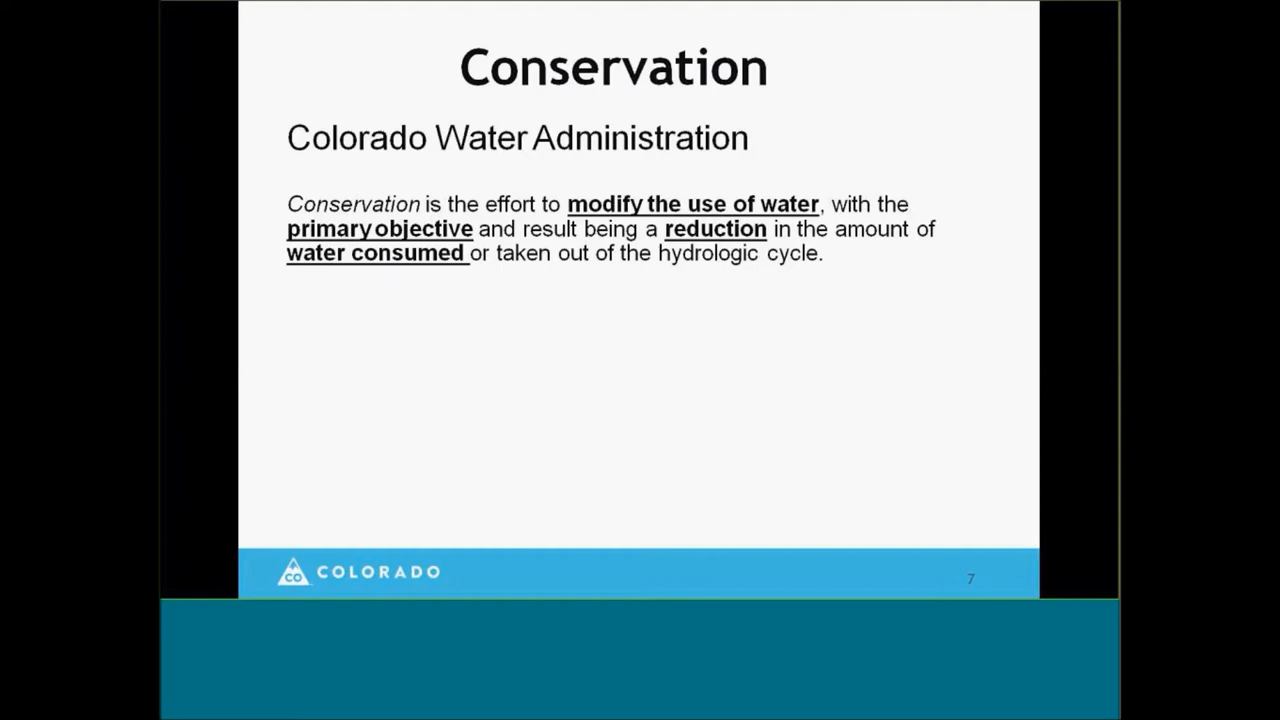 Conservation
Colorado Water Administration
Conservation is the effort to modify the use of water, with the
primary objective and result being a reduction in the amount of
water consumed or taken out of the hydrologic cycle.
CO COLORADO
7